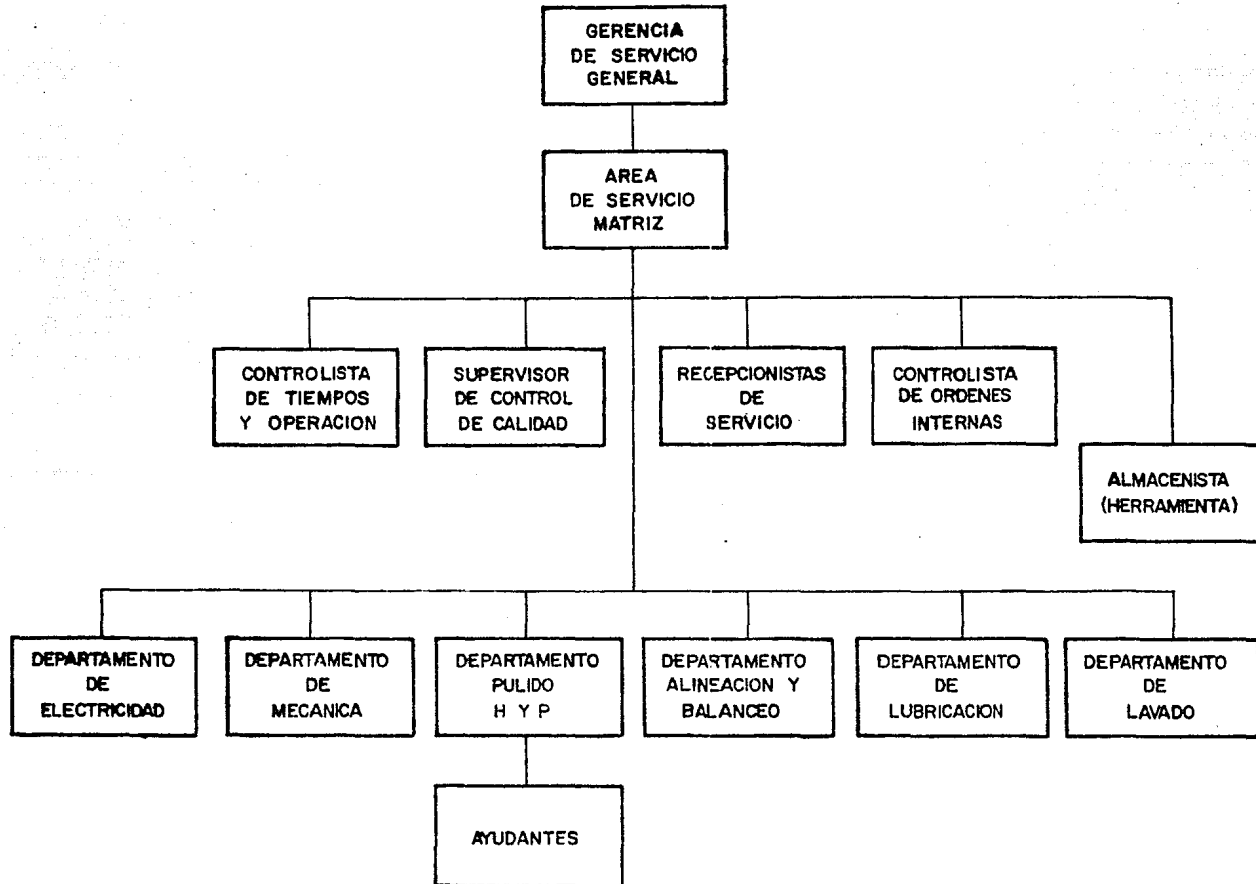 GERENCIA
DE SERVICIO
GENERAL
AREA
DE SERVICIO
MATRIZ
CONTROLISTA
DE TIEMPOS
Y OPERACION
SUPERVISOR
DE CONTROL
DE CALIDAD
RECEPCIONISTAS
DE
SERVICIO
CONTROLISTA
DE ORDENES
INTERNAS
ALMACENISTA
(HERRAMIENTA)
DEPARTAMENTO
DE
ELECTRICIDAD
DEPARTAMENTO
DE
MECANICA
DEPARTAMENTO
PULIDO
H Y P
DEPARTAMENTO
ALINEACION Y
BALANCEO
DEPARTAMENTO
DE
LUBRICACION
DEPARTAMENTO
DE
LAVADO
AYUDANTES